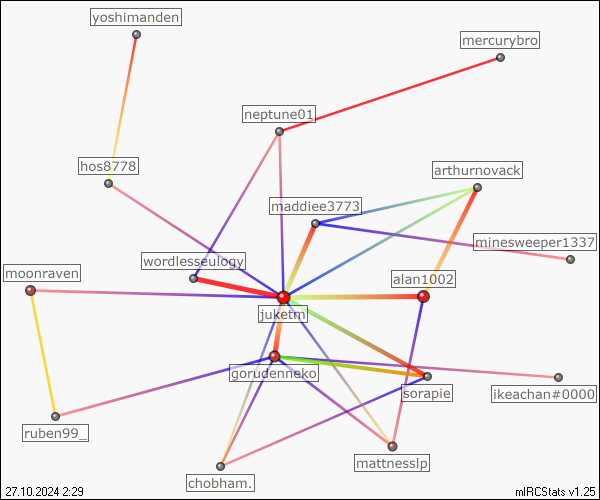 yoshimanden
mercurybro
neptune01
hos8778
arthurnovack
maddiee3773
minesweeper1337
wordlesseulogy
moonraven
alan1002
juketm
gorudenneko
sorapie
ikeachan#0000
ruben99_
mattnesslp
chobham.
27.10.2024 2:29
mIRCStats v1.25